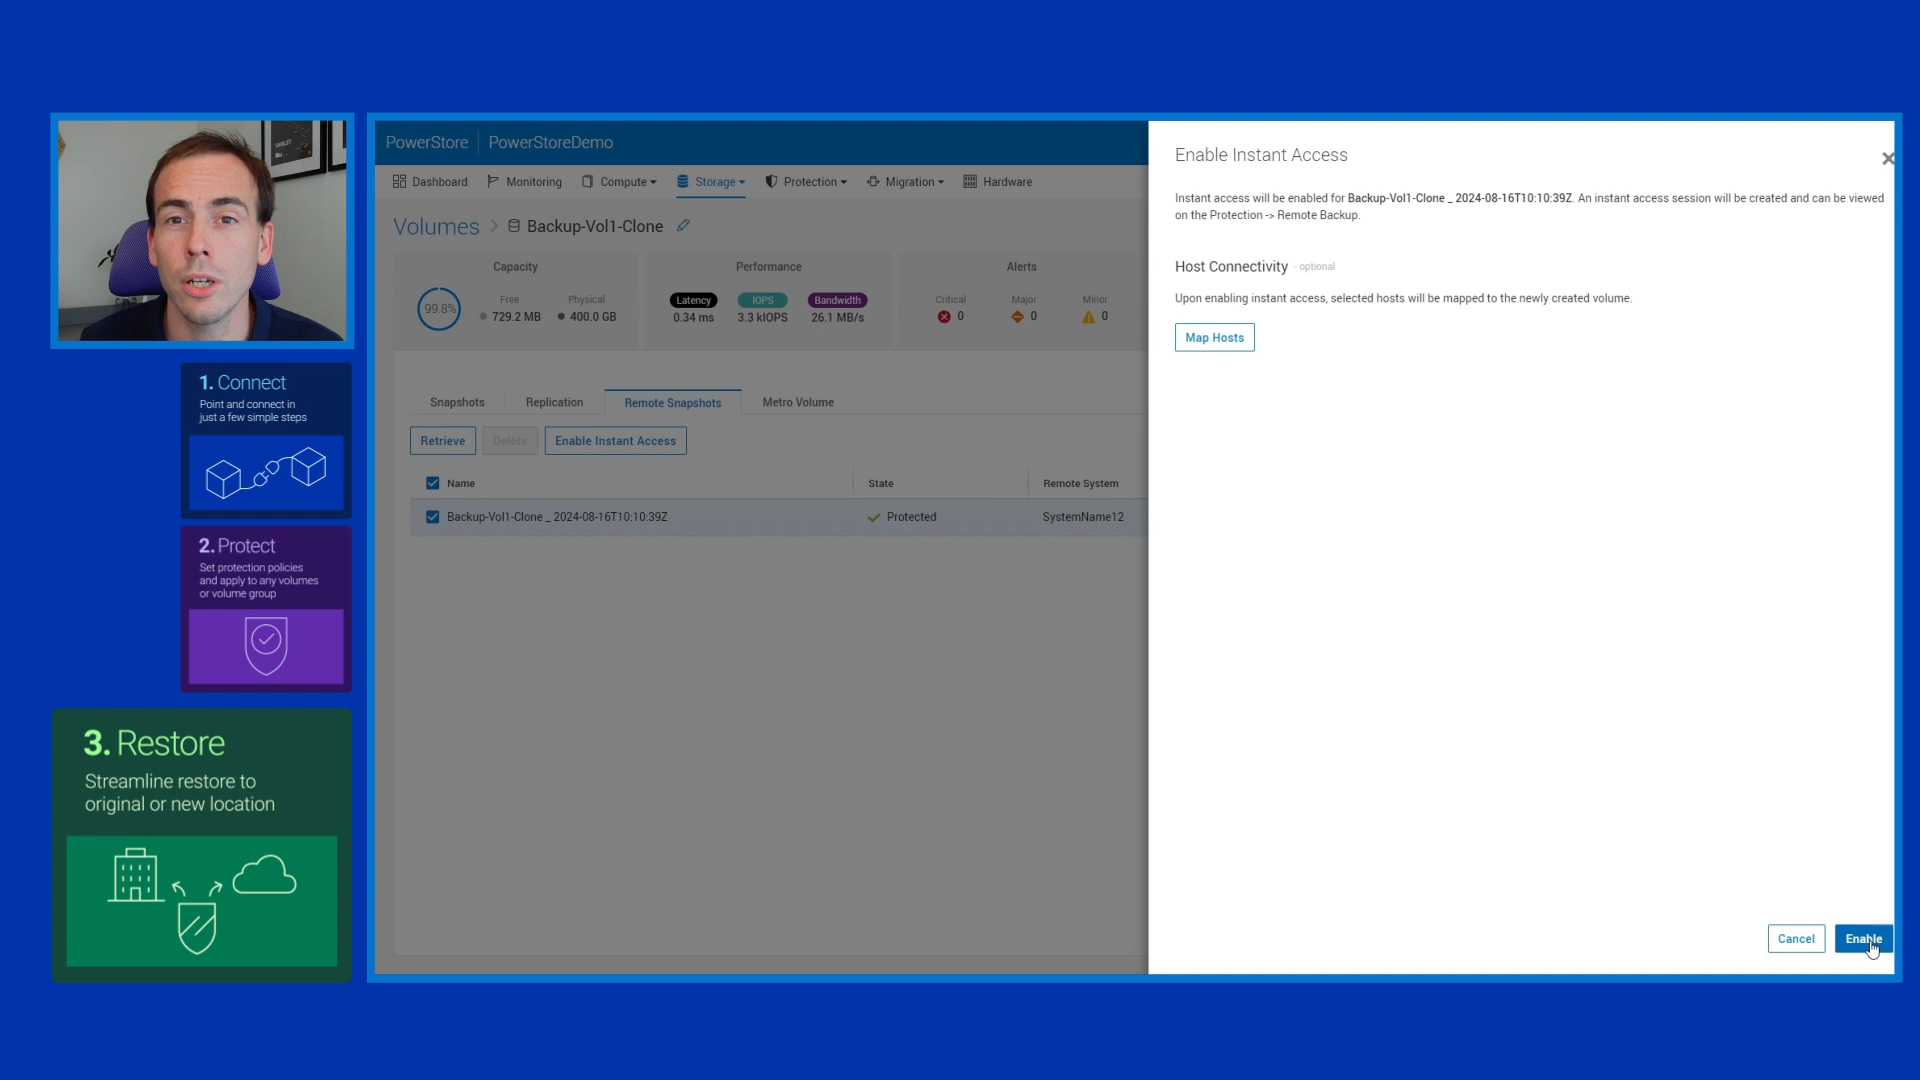 PowerStore
PowerStoreDemo
Dashboard
Monitoring
Compute
Storage
Protection
Migration
Hardware
Volumes > Backup-Vol1-Clone
Capacity
99.8%
Free
729.2 MB
Physical
400.0 GB
Performance
Latency
0.34 ms
IOPS
3.3 kIOPS
Bandwidth
26.1 MB/s
Alerts
Critical
0
Major
0
Minor
0
Snapshots
Replication
Remote Snapshots
Metro Volume
Retrieve
Delete
Enable Instant Access
Name
State
Remote System
Backup-Vol1-Clone _ 2024-08-16T10:10:39Z
Protected
SystemName12
Enable Instant Access
Instant access will be enabled for Backup-Vol1-Clone _ 2024-08-16T10:10:39Z. An instant access session will be created and can be viewed
on the Protection -> Remote Backup.
Host Connectivity - optional
Upon enabling instant access, selected hosts will be mapped to the newly created volume.
Map Hosts
Cancel
Enable
1. Connect
Point and connect in
just a few simple steps
2. Protect
Set protection policies
and apply to any volumes
or volume group
3. Restore
Streamline restore to
original or new location